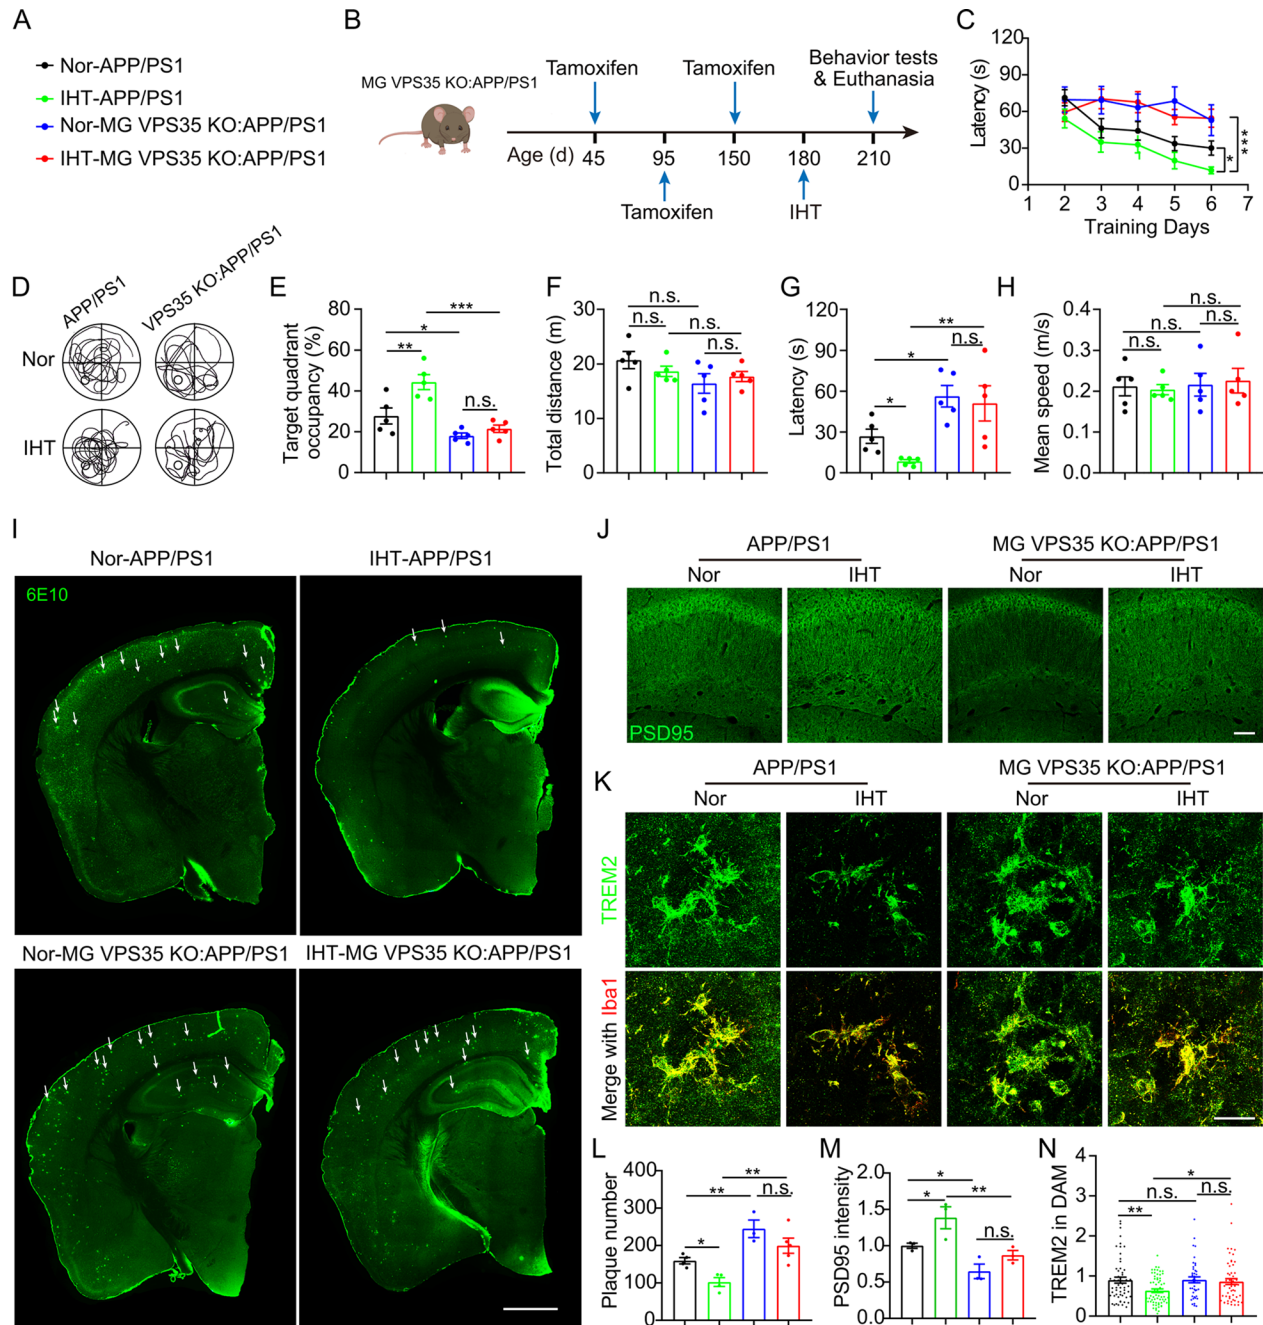 A
Nor-APP/PS1
IHT-APP/PS1
Nor-MG VPS35 KO:APP/PS1
IHT-MG VPS35 KO:APP/PS1
B
MG VPS35 KO:APP/PS1
Tamoxifen
Tamoxifen
Behavior tests
& Euthanasia
Age (d)
45
95
150
180
210
Tamoxifen
IHT
C
Latency (s)
120
90
60
30
0
1 2 3 4 5 6 7
Training Days
*
***
D
APP/PS1
VPS35 KO:APP/PS1
Nor
IHT
E
Target quadrant
occupancy (%)
80
60
40
20
0
***
*
**
n.s.
F
Total distance (m)
30
20
10
0
n.s.
n.s.
n.s.
n.s.
G
Latency (s)
120
90
60
30
0
**
*
n.s.
*
H
Mean speed (m/s)
0.4
0.3
0.2
0.1
0.0
n.s.
n.s.
n.s.
n.s.
I
Nor-APP/PS1
IHT-APP/PS1
6E10
Nor-MG VPS35 KO:APP/PS1
IHT-MG VPS35 KO:APP/PS1
J
APP/PS1
MG VPS35 KO:APP/PS1
Nor
IHT
Nor
IHT
PSD95
K
APP/PS1
MG VPS35 KO:APP/PS1
Nor
IHT
Nor
IHT
TREM2
Merge with Iba1
L
Plaque number
400
300
200
100
0
**
**
n.s.
*
M
PSD95 intensity
2.0
1.5
1.0
0.5
0.0
*
**
*
n.s.
N
TREM2 in DAM
3
2
1
0
*
n.s.
n.s.
**